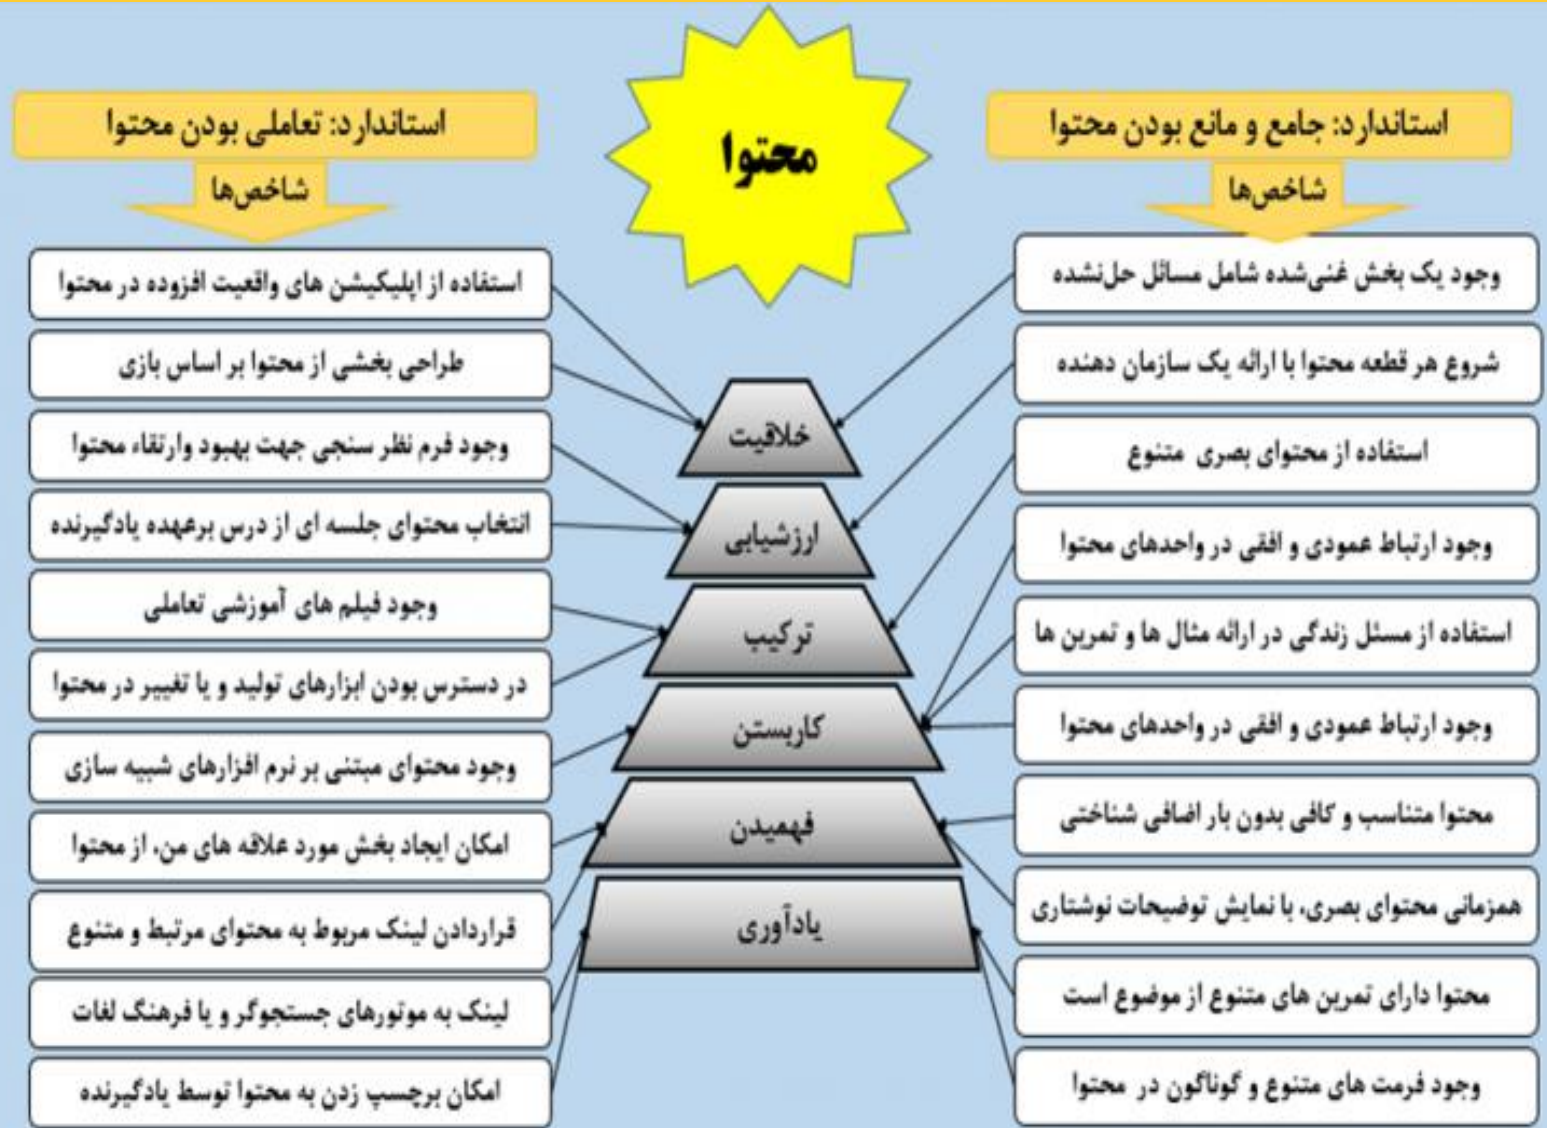 محتوا
استاندارد: جامع و مانع بودن محتوا
شاخص‌ها
وجود یک بخش غنی‌شده شامل مسائل حل‌نشده
شروع هر قطعه محتوا با ارائه یک سازمان دهنده
استفاده از محتوای بصری متنوع
وجود ارتباط عمودی و افقی در واحدهای محتوا
استفاده از مسئل زندگی در ارائه مثال ها و تمرین ها
وجود ارتباط عمودی و افقی در واحدهای محتوا
محتوا متناسب و کافی بدون بار اضافی شناختی
همزمانی محتوای بصری، با نمایش توضیحات نوشتاری
محتوا دارای تمرین های متنوع از موضوع است
وجود فرمت های متنوع و گوناگون در محتوا
خلاقیت
ارزشیابی
ترکیب
کاربستن
فهمیدن
یادآوری
استاندارد: تعاملی بودن محتوا
شاخص‌ها
استفاده از اپلیکیشن های واقعیت افزوده در محتوا
طراحی بخشی از محتوا بر اساس بازی
وجود فرم نظر سنجی جهت بهبود وارتقاء محتوا
انتخاب محتوای جلسه ای از درس برعهده یادگیرنده
وجود فیلم های آموزشی تعاملی
در دسترس بودن ابزارهای تولید و یا تغییر در محتوا
وجود محتوای مبتنی بر نرم افزارهای شبیه سازی
امکان ایجاد بخش مورد علاقه های من، از محتوا
قراردادن لینک مربوط به محتوای مرتبط و متنوع
لینک به موتورهای جستجوگر و یا فرهنگ لغات
امکان برچسپ زدن به محتوا توسط یادگیرنده